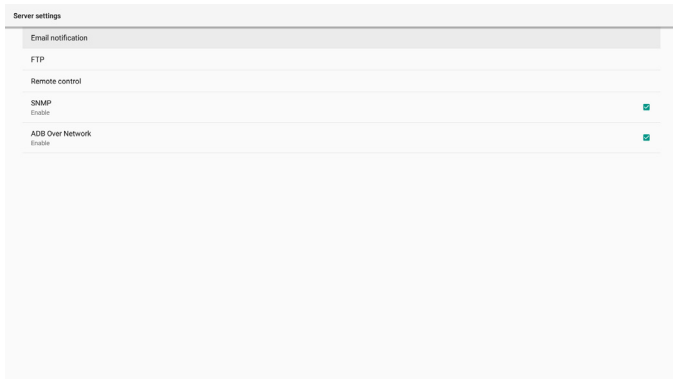 Server settings
Email notification
FTP
Remote control
SNMP
Enable
ADB Over Network
Enable